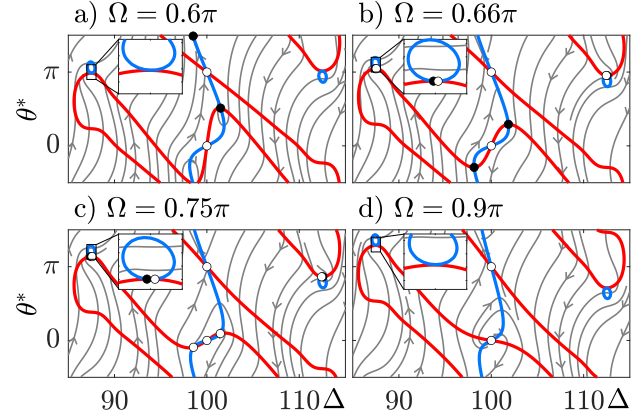 a) Ω = 0.6π b) Ω = 0.66π
θ* π 0
c) Ω = 0.75π d) Ω = 0.9π
θ* π 0
90 100 110 Δ 90 100 110 Δ